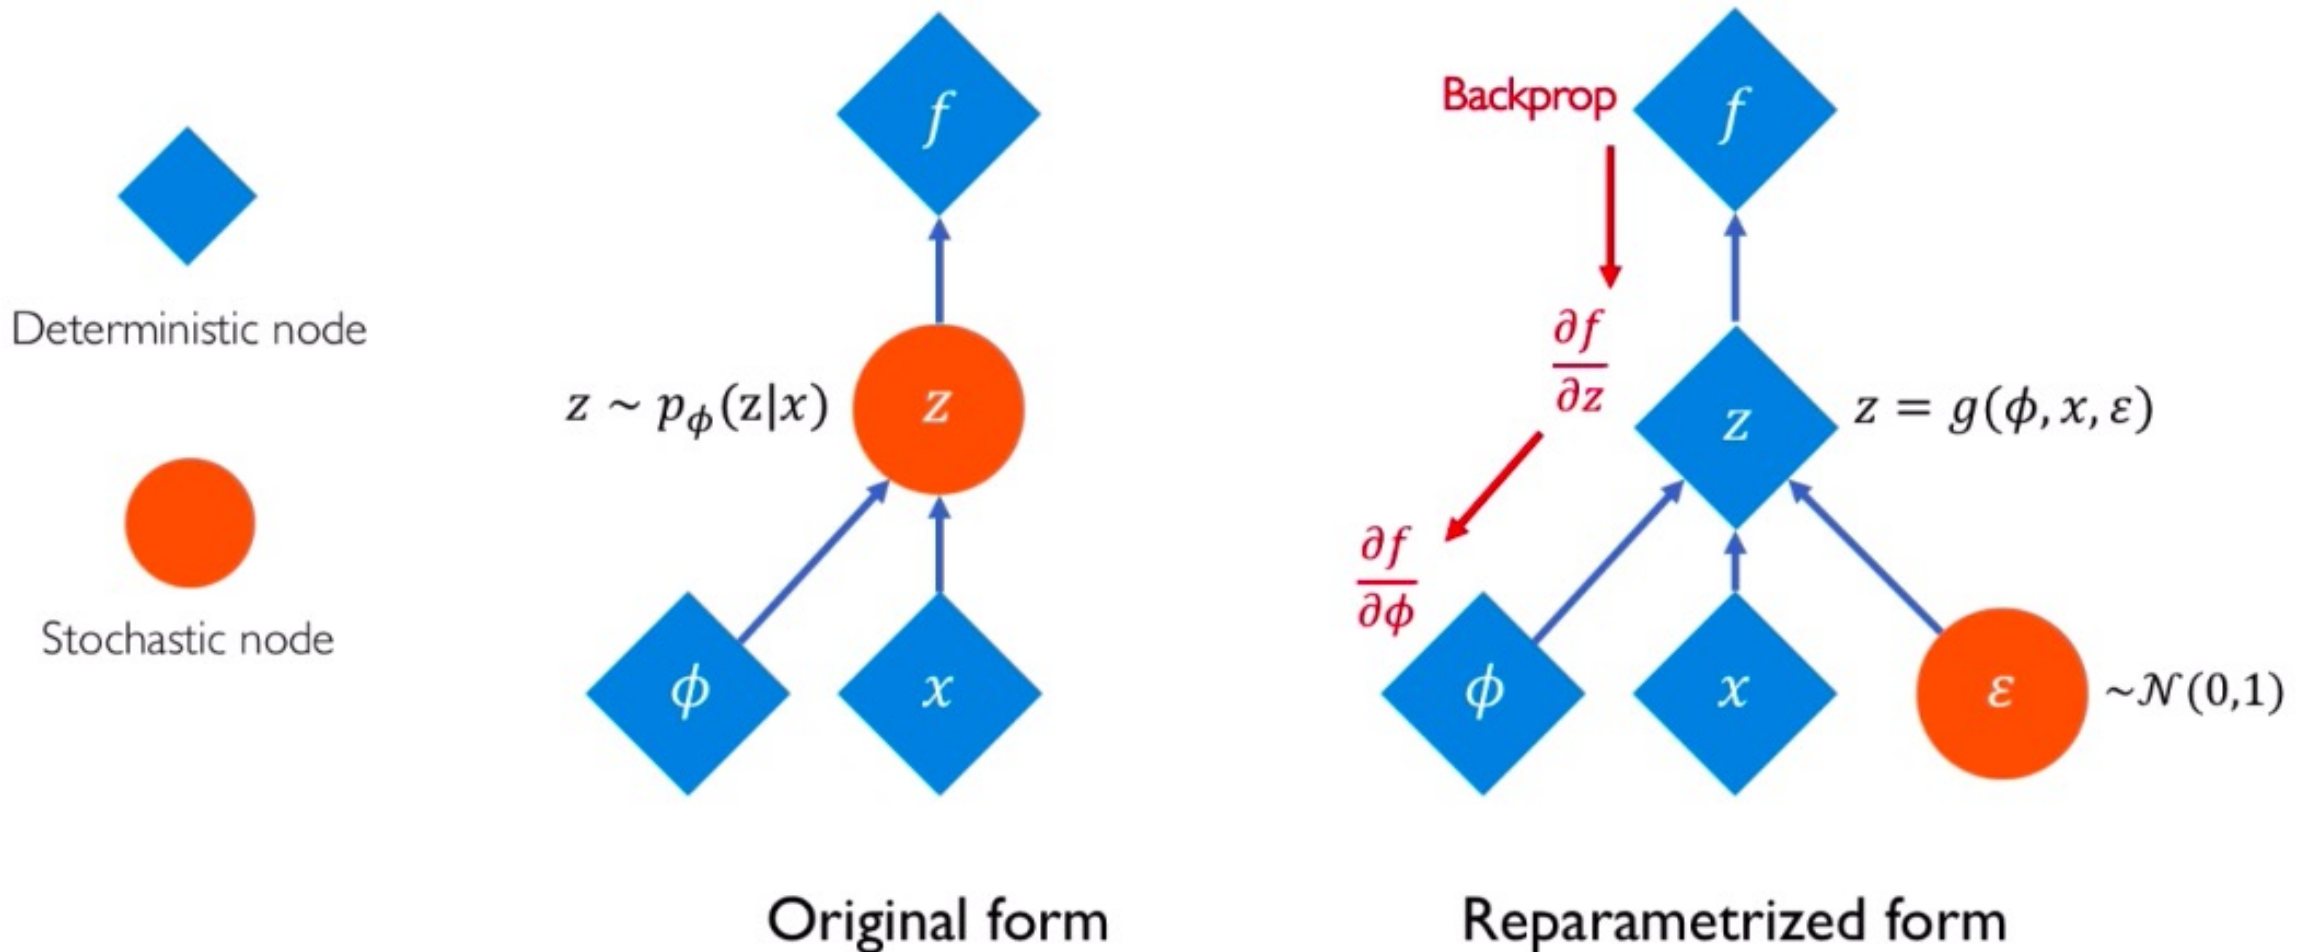 Deterministic node
Stochastic node
f
z ~ p_ϕ(z|x)
z
ϕ
x
Original form
Backprop
f
∂f
∂z
z
z = g(ϕ, x, ε)
∂f
∂ϕ
ϕ
x
ε
~𝒩(0,1)
Reparametrized form